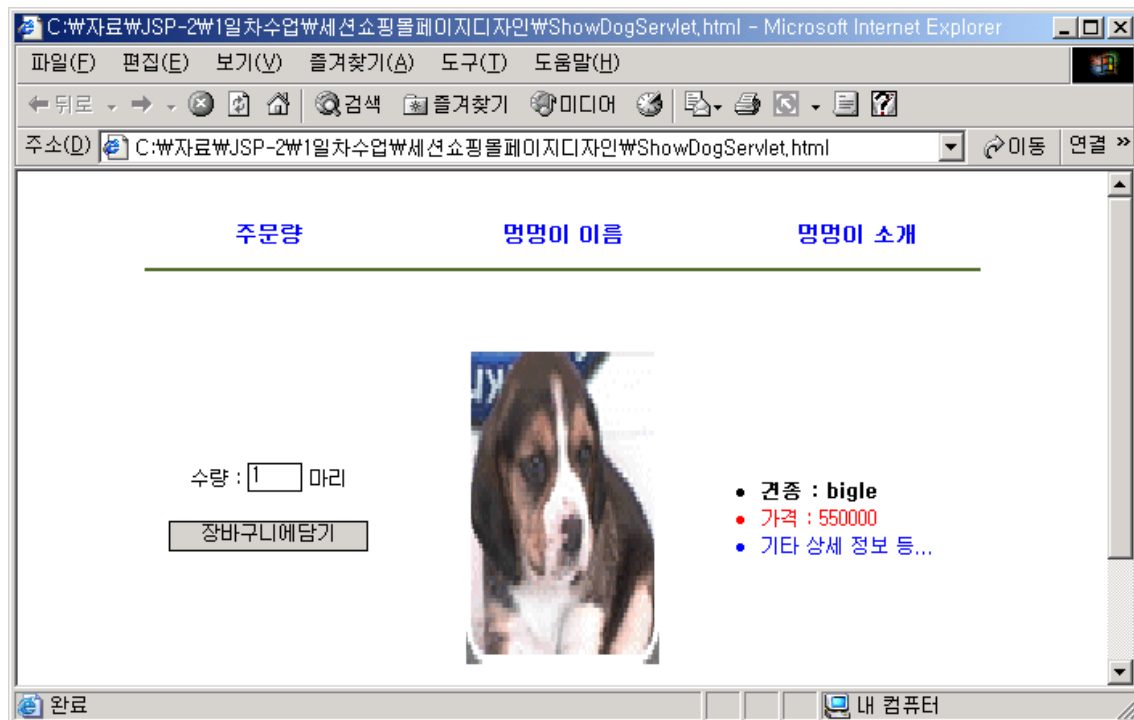 C:₩자료₩JSP-2₩1일차수업₩세션쇼핑몰페이지디자인₩ShowDogServlet,html - Microsoft Internet Explorer
파일(F) 편집(E) 보기(V) 즐겨찾기(A) 도구(T) 도움말(H)
뒤로 검색 즐겨찾기 미디어
주소(D) C:₩자료₩JSP-2₩1일차수업₩세션쇼핑몰페이지디자인₩ShowDogServlet,html 이동 연결 »
주문량 멍멍이 이름 멍멍이 소개
수량 : 1 마리
장바구니에담기
• 견종 : bigle
• 가격 : 550000
• 기타 상세 정보 등...
완료 내 컴퓨터